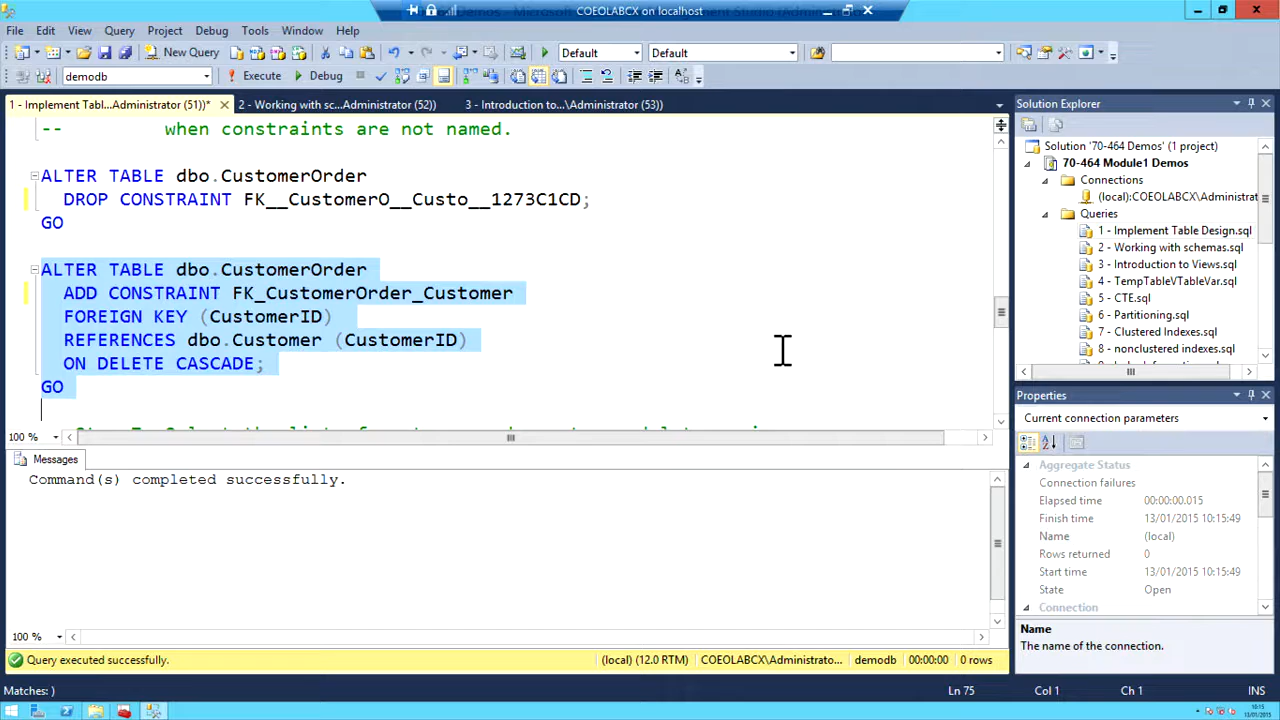 COEOLABCX on localhost
File Edit View Query Project Debug Tools Window Help
New Query Default Default
demodb Execute Debug
1 - Implement Tabl...Administrator (51))* 2 - Working with sc...Administrator (52)) 3 - Introduction to...\Administrator (53))
-- when constraints are not named.
ALTER TABLE dbo.CustomerOrder
DROP CONSTRAINT FK__CustomerO__Custo__1273C1CD;
GO
ALTER TABLE dbo.CustomerOrder
ADD CONSTRAINT FK_CustomerOrder_Customer
FOREIGN KEY (CustomerID)
REFERENCES dbo.Customer (CustomerID)
ON DELETE CASCADE;
GO
100 %
Messages
Command(s) completed successfully.
100 %
Query executed successfully. (local) (12.0 RTM) COEOLABCX\Administrato... demodb 00:00:00 0 rows
Matches: ) Ln 75 Col 1 Ch 1 INS
Solution Explorer
Solution '70-464 Demos' (1 project)
70-464 Module1 Demos
Connections
(local):COEOLABCX\Administrat
Queries
1 - Implement Table Design.sql
2 - Working with schemas.sql
3 - Introduction to Views.sql
4 - TempTableVTableVar.sql
5 - CTE.sql
6 - Partitioning.sql
7 - Clustered Indexes.sql
8 - nonclustered indexes.sql
Properties
Current connection parameters
Aggregate Status
Connection failures
Elapsed time 00:00:00.015
Finish time 13/01/2015 10:15:49
Name (local)
Rows returned 0
Start time 13/01/2015 10:15:49
State Open
Connection
Name
The name of the connection.
10:15
13/01/2015